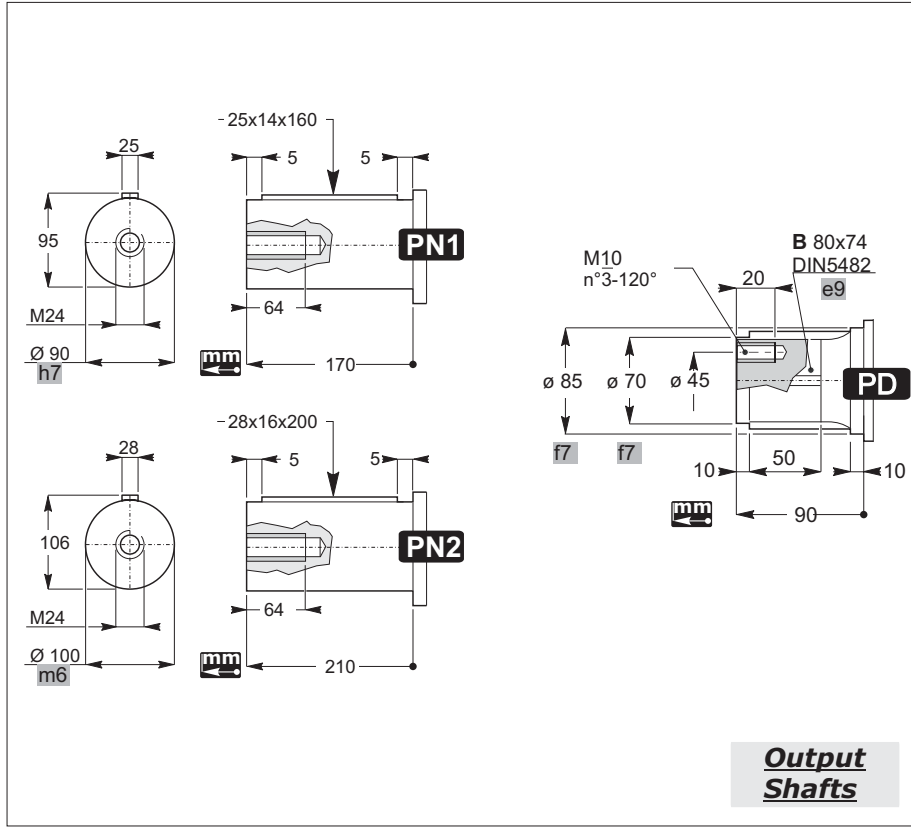 25x14x160
25
5
5
95
PN1
M24
64
Ø 90
h7
mm
170
28x16x200
28
5
5
106
PN2
M24
64
Ø 100
m6
mm
210
B 80x74
DIN5482
e9
M10
n°3-120°
20
ø 85
ø 70
ø 45
PD
f7
f7
10
50
10
mm
90
Output
Shafts